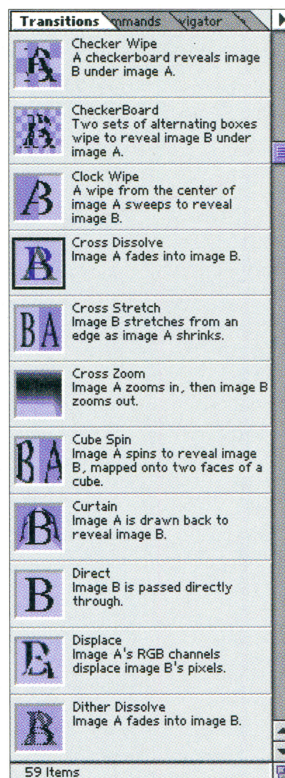 Transitions mmands vigator
Checker Wipe
A checkerboard reveals image
B under image A.
CheckerBoard
Two sets of alternating boxes
wipe to reveal image B under
image A.
Clock Wipe
A wipe from the center of
image A sweeps to reveal
image B.
Cross Dissolve
Image A fades into image B.
Cross Stretch
Image B stretches from an
edge as image A shrinks.
Cross Zoom
Image A zooms in, then image B
zooms out.
Cube Spin
Image A spins to reveal image
B, mapped onto two faces of a
cube.
Curtain
Image A is drawn back to
reveal image B.
Direct
Image B is passed directly
through.
Displace
Image A's RGB channels
displace image B's pixels.
Dither Dissolve
Image A fades into image B.
59 Items